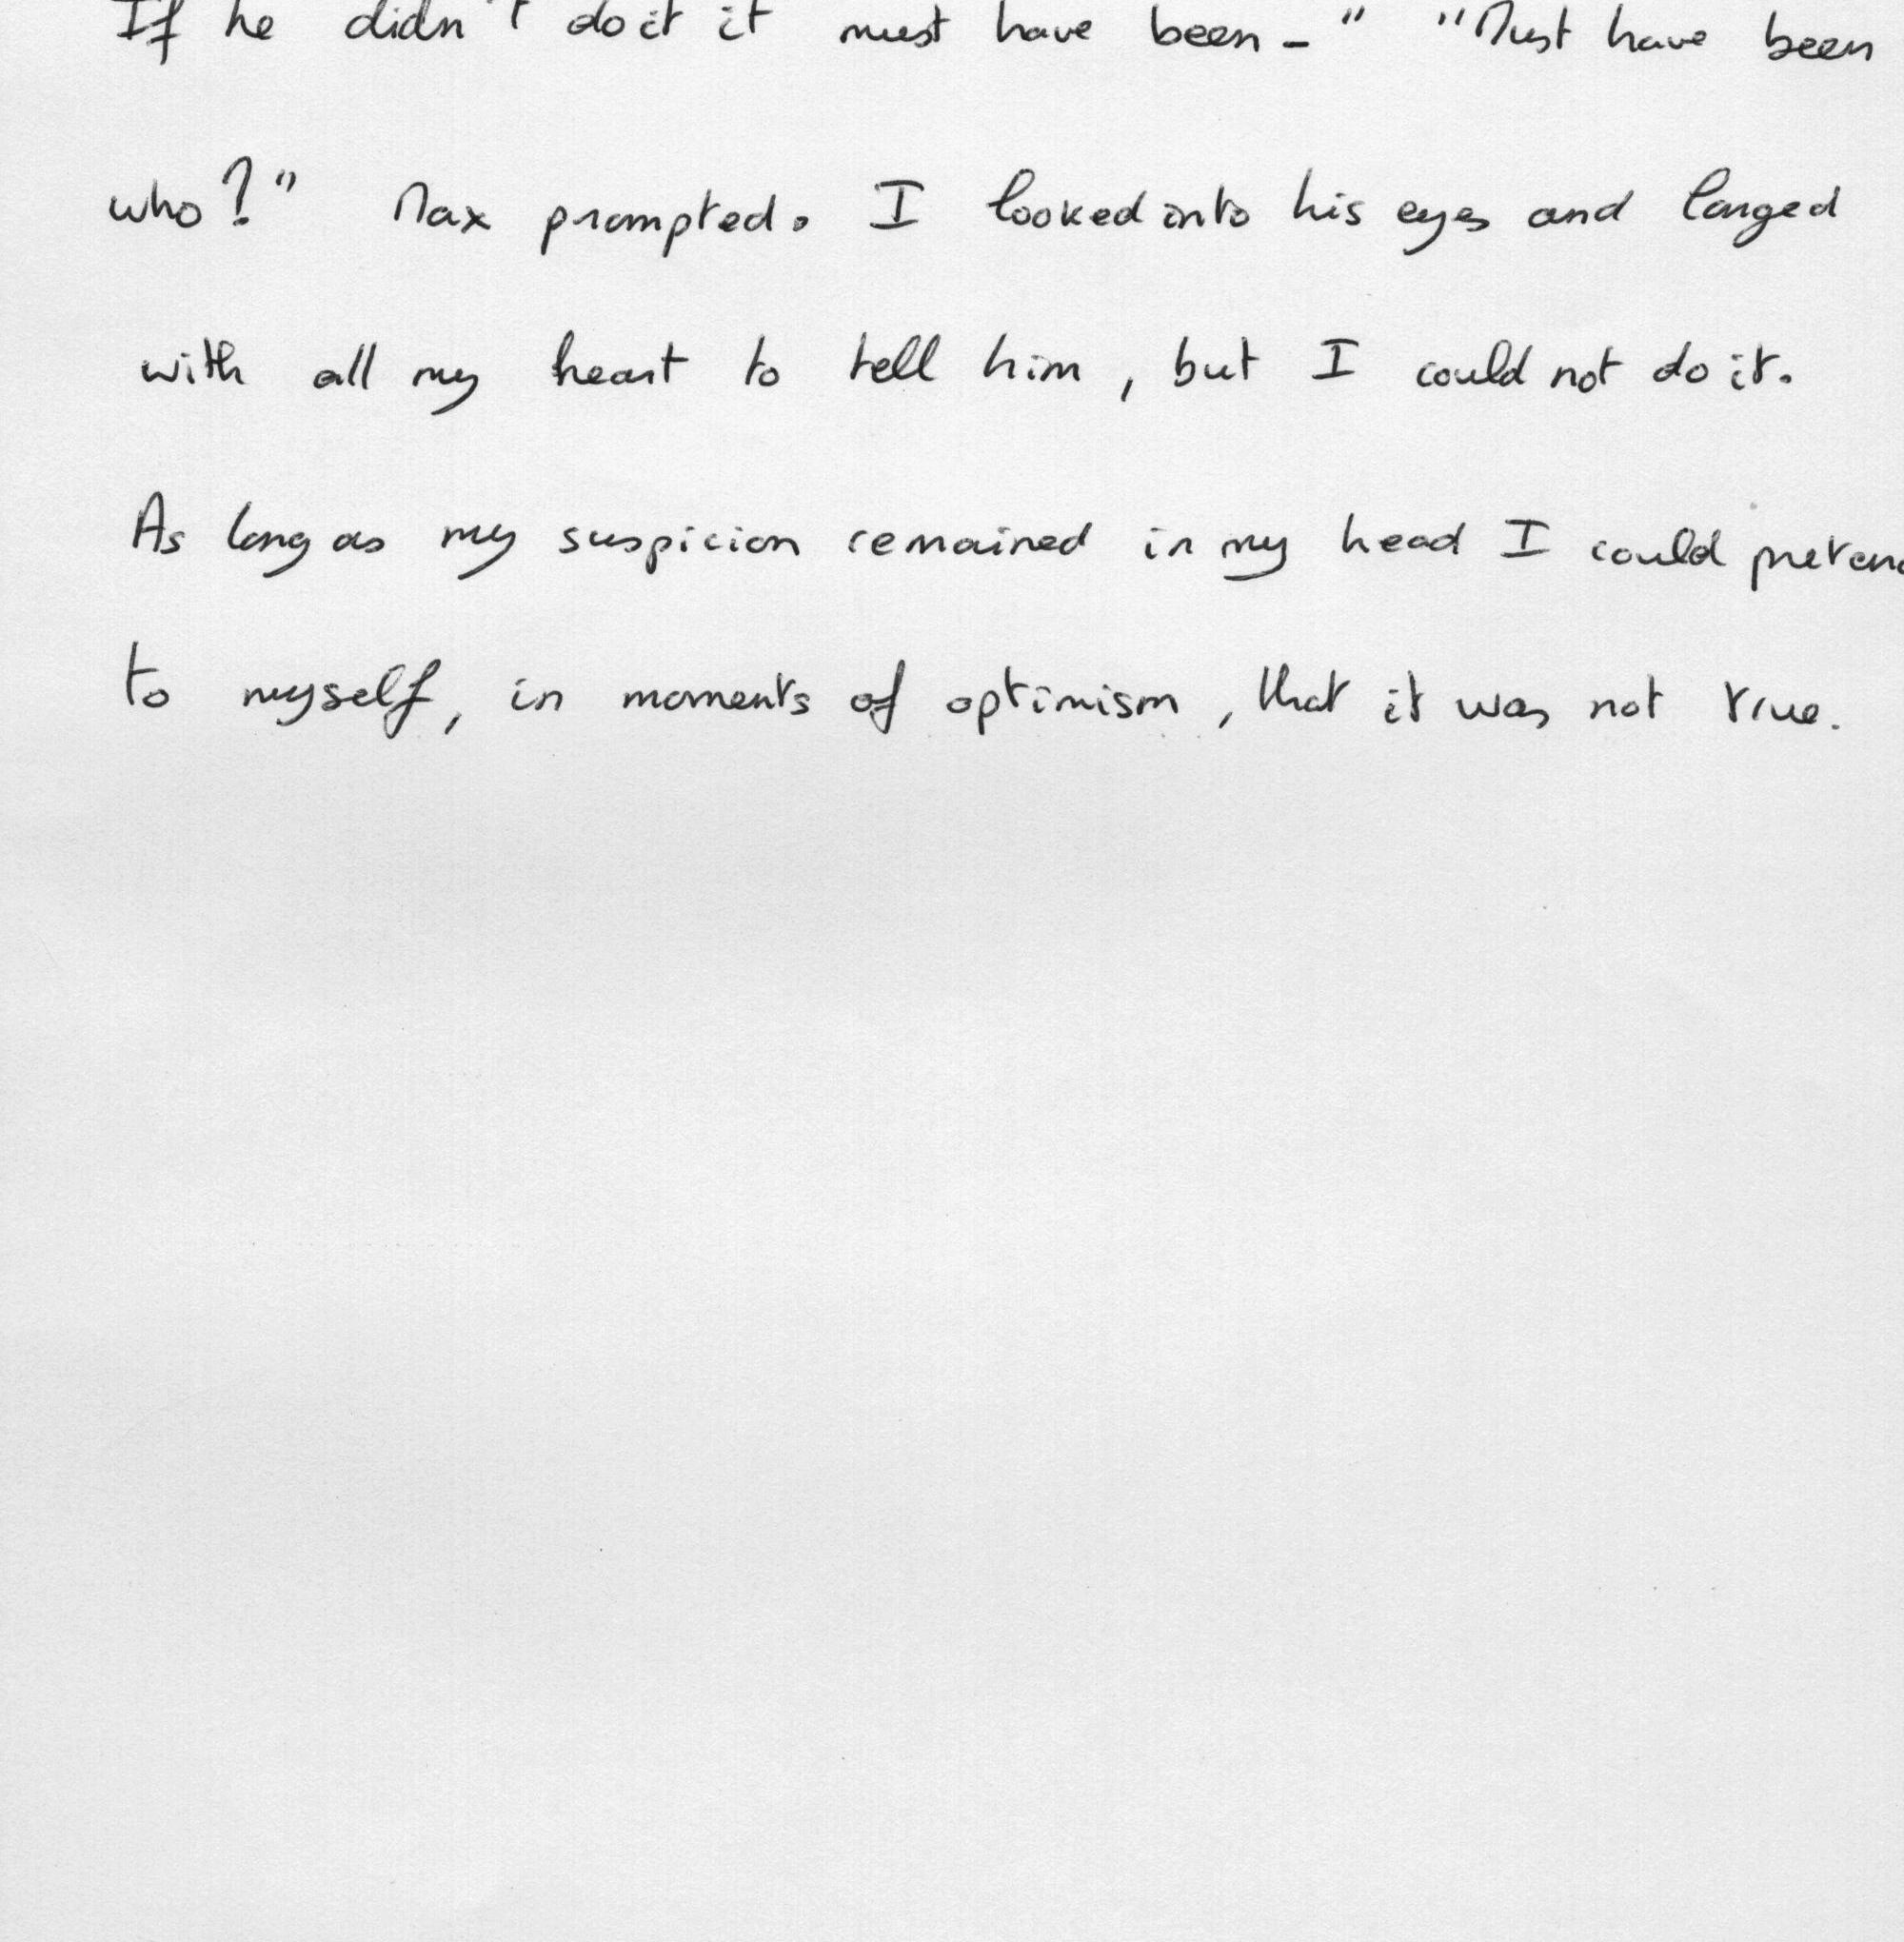 If he didn't do it it must have been - " "Must have been
who?" Max prompted. I looked into his eyes and longed
with all my heart to tell him, but I could not do it.
As long as my suspicion remained in my head I could pretend
to myself, in moments of optimism, that it was not true.